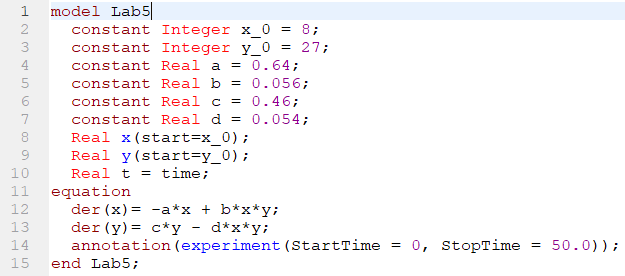 1 model Lab5
2 constant Integer x_0 = 8;
3 constant Integer y_0 = 27;
4 constant Real a = 0.64;
5 constant Real b = 0.056;
6 constant Real c = 0.46;
7 constant Real d = 0.054;
8 Real x(start=x_0);
9 Real y(start=y_0);
10 Real t = time;
11 equation
12 der(x)= -a*x + b*x*y;
13 der(y)= c*y - d*x*y;
14 annotation(experiment(StartTime = 0, StopTime = 50.0));
15 end Lab5;